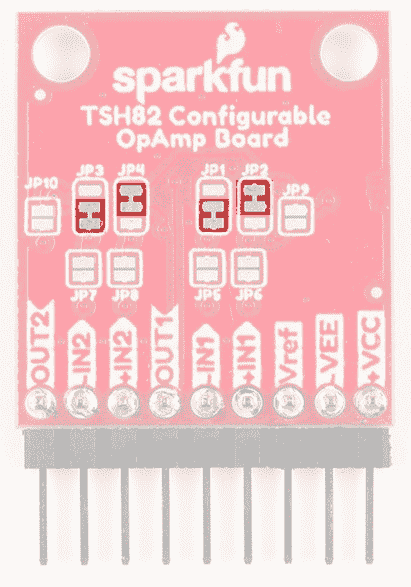 sparkfun
TSH82 Configurable
OpAmp Board
JP10 JP3 JP4 JP1 JP2 JP9
JP7 JP8 JP5 JP6
OUT2 -IN2 +IN2 OUT1 -IN1 +IN1 Vref -VEE +VCC